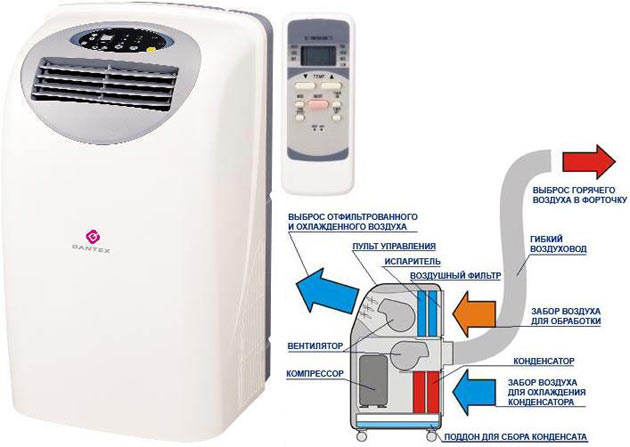 DANTEX
TEMP
ВЫБРОС ГОРЯЧЕГО
ВОЗДУХА В ФОРТОЧКУ
ВЫБРОС ОТФИЛЬТРОВАННОГО
И ОХЛАЖДЕННОГО ВОЗДУХА
ПУЛЬТ УПРАВЛЕНИЯ
ИСПАРИТЕЛЬ
ВОЗДУШНЫЙ ФИЛЬТР
ГИБКИЙ
ВОЗДУХОВОД
ЗАБОР ВОЗДУХА
ДЛЯ ОБРАБОТКИ
ВЕНТИЛЯТОР
КОМПРЕССОР
КОНДЕНСАТОР
ЗАБОР ВОЗДУХА
ДЛЯ ОХЛАЖДЕНИЯ
КОНДЕНСАТОРА
ПОДДОН ДЛЯ СБОРА КОНДЕНСАТА